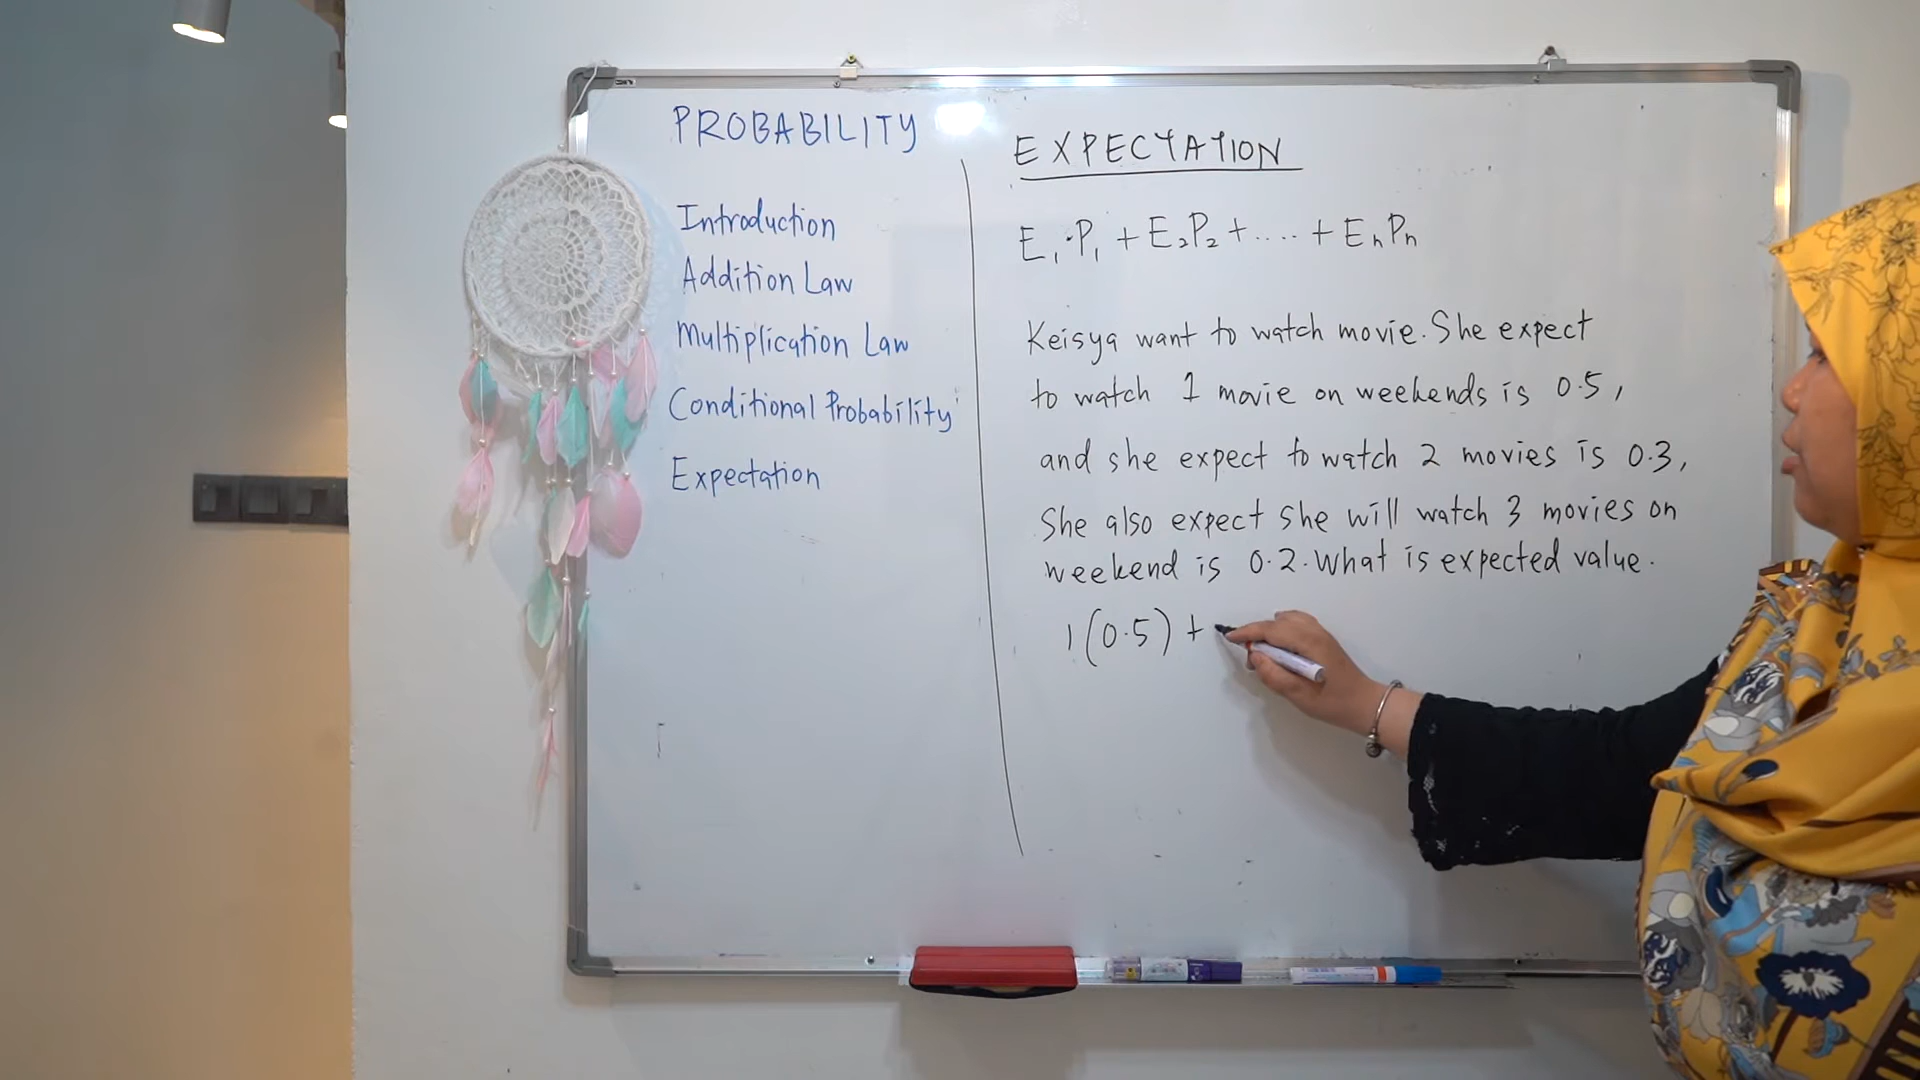 PROBABILITY
Introduction
Addition Law
Multiplication Law
Conditional Probability
Expectation
EXPECTATION
E₁·P₁ + E₂P₂ + .... + EₙPₙ
Keisya want to watch movie. She expect
to watch 1 movie on weekends is 0.5,
and she expect to watch 2 movies is 0.3,
She also expect she will watch 3 movies on
weekend is 0.2. What is expected value.
1(0.5) +